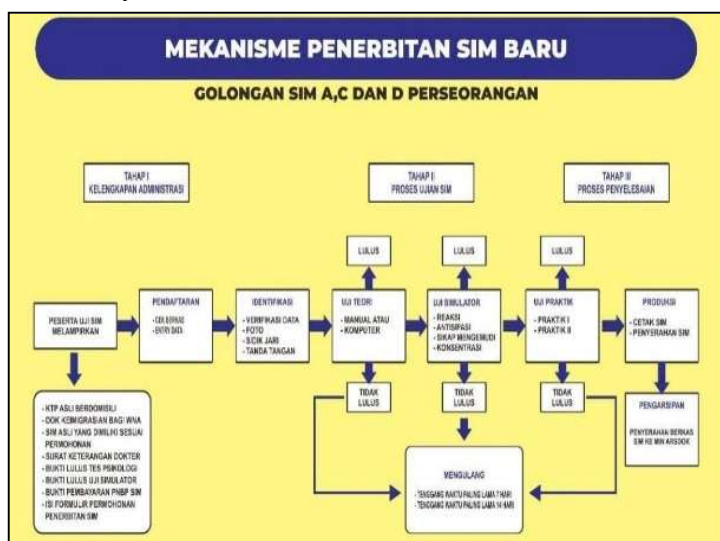 MEKANISME PENERBITAN SIM BARU
GOLONGAN SIM A,C DAN D PERSEORANGAN
TAHAP I
KELENGKAPAN ADMINISTRASI
TAHAP II
PROSES UJIAN SIM
TAHAP III
PROSES PENYELESAIAN
LULUS
LULUS
LULUS
PESERTA UJI SIM
MELAMPIRKAN
PENDAFTARAN
- CEK BERKAS
- ENTRY DATA
IDENTIFIKASI
- VERIFIKASI DATA
- FOTO
- SIDIK JARI
- TANDA TANGAN
UJI TEORI
- MANUAL ATAU
- KOMPUTER
UJI SIMULATOR
- REAKSI
- ANTISIPASI
- SIKAP MENGEMUDI
- KONSENTRASI
UJI PRAKTIK
- PRAKTIK I
- PRAKTIK II
PRODUKSI
- CETAK SIM
- PENYERAHAN SIM
TIDAK
LULUS
TIDAK
LULUS
TIDAK
LULUS
- KTP ASLI BERDOMISILI
- DOK KEIMIGRASIAN BAGI WNA
- SIM ASLI YANG DIMILIKI SESUAI
PERMOHONAN
- SURAT KETERANGAN DOKTER
- BUKTI LULUS TES PSIKOLOGI
- BUKTI LULUS UJI SIMULATOR
- BUKTI PEMBAYARAN PNBP SIM
- ISI FORMULIR PERMOHONAN
PENERBITAN SIM
MENGULANG
- TENGGANG WAKTU PALING LAMA 7 HARI
- TENGGANG WAKTU PALING LAMA 14 HARI
PENGARSIPAN
PENYERAHAN BERKAS
SIM KE MIN ARSDOK